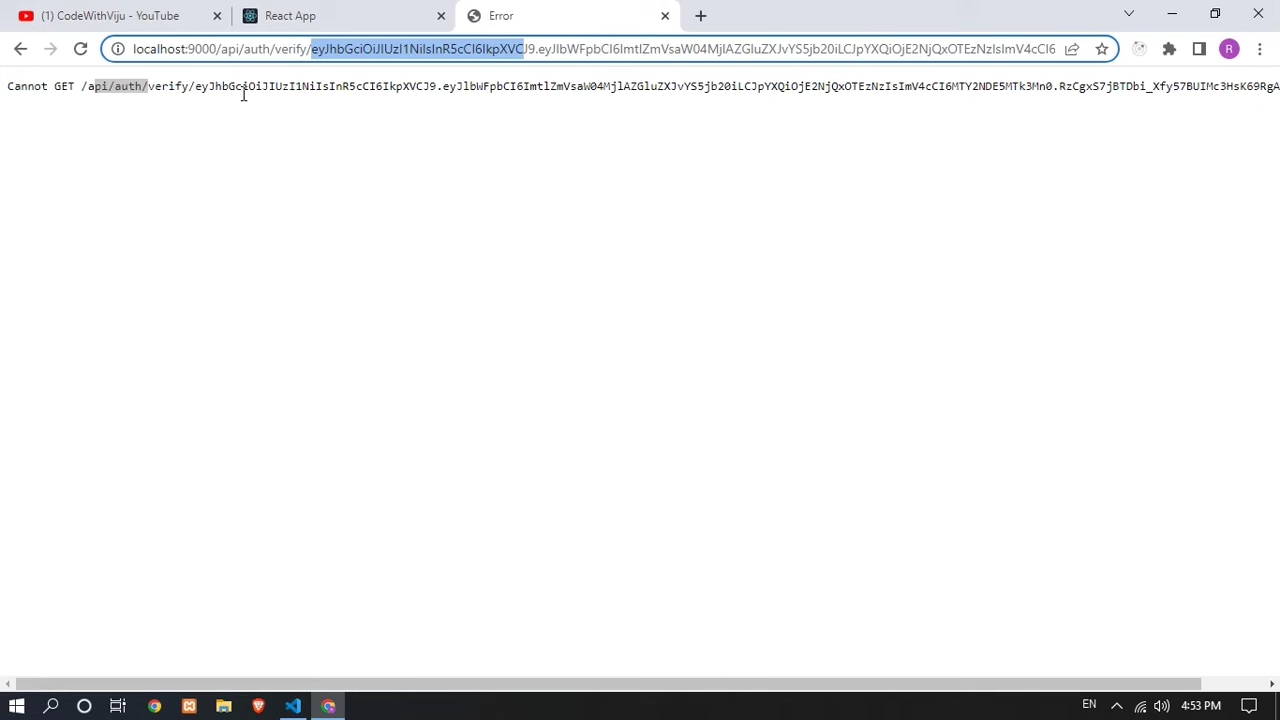 (1) CodeWithViju - YouTube
React App
Error
localhost:9000/api/auth/verify/eyJhbGciOiJIUzI1NiIsInR5cCI6IkpXVCJ9.eyJlbWFpbCI6ImtlZmVsaW04MjlAZGluZXJvYS5jb20iLCJpYXQiOjE2NjQxOTEzNzIsImV4cCI6
R
Cannot GET /api/auth/verify/eyJhbGciOiJIUzI1NiIsInR5cCI6IkpXVCJ9.eyJlbWFpbCI6ImtlZmVsaW04MjlAZGluZXJvYS5jb20iLCJpYXQiOjE2NjQxOTEzNzIsImV4cCI6MTY2NDE5MTk3Mn0.RzCgxS7jBTDbi_Xfy57BUIMc3HsK69RgA
EN
4:53 PM